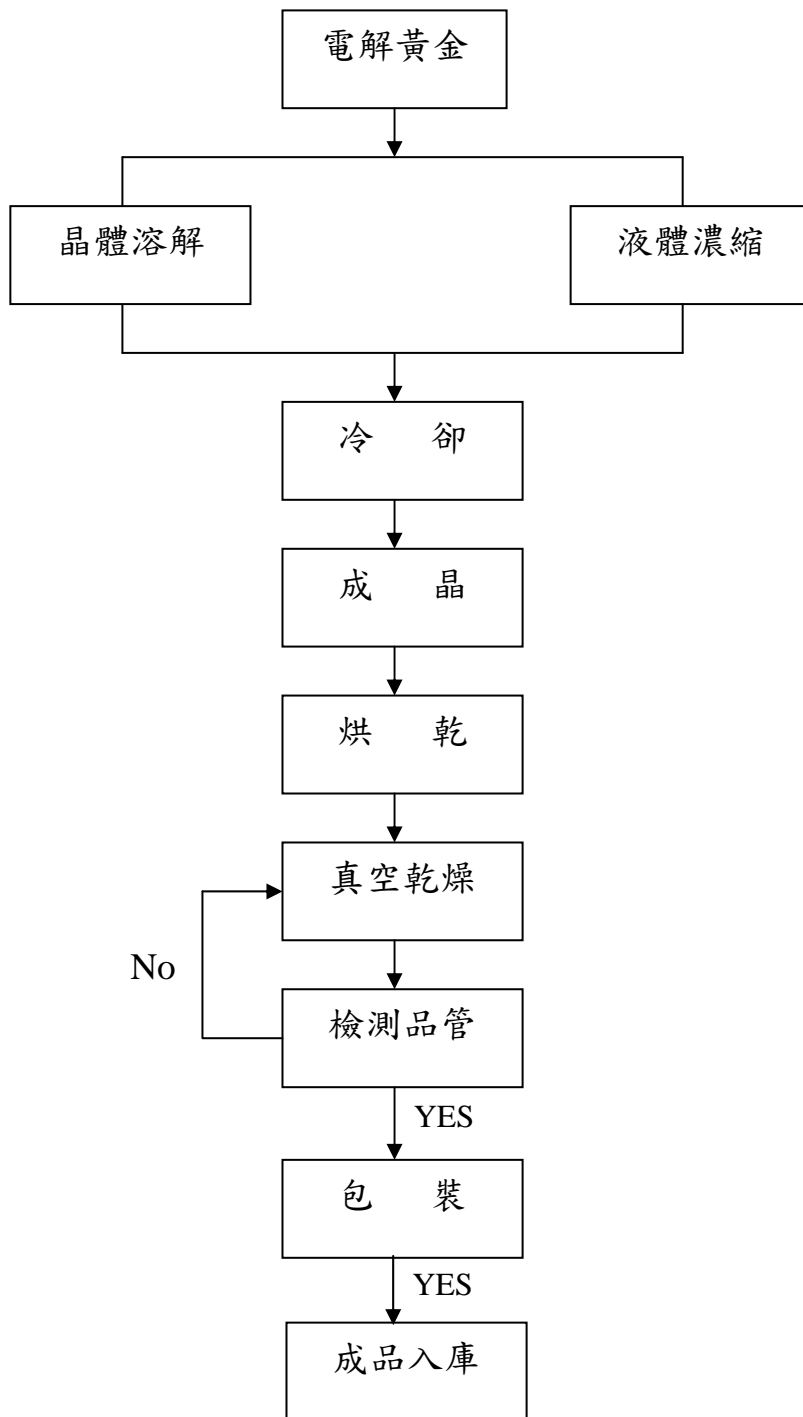 電解黃金
晶體溶解
液體濃縮
冷 卻
成 晶
烘 乾
真空乾燥
No
檢測品管
YES
包 裝
YES
成品入庫